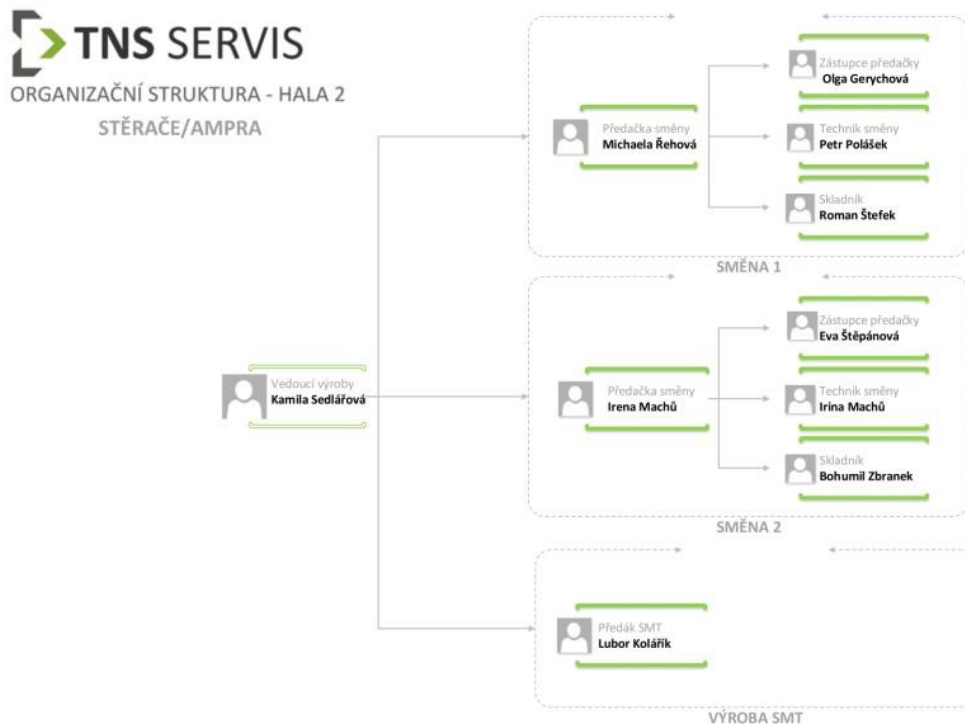 TNS SERVIS
ORGANIZAČNÍ STRUKTURA - HALA 2
STĚRAČE/AMPRA
Vedoucí výroby
Kamila Sedlářová
Předačka směny
Michaela Řehová
Zástupce předačky
Olga Gerychová
Technik směny
Petr Polášek
Skladník
Roman Štefek
SMĚNA 1
Předačka směny
Irena Machů
Zástupce předačky
Eva Štěpánová
Technik směny
Irina Machů
Skladník
Bohumil Zbranek
SMĚNA 2
Předák SMT
Lubor Kolářík
VÝROBA SMT